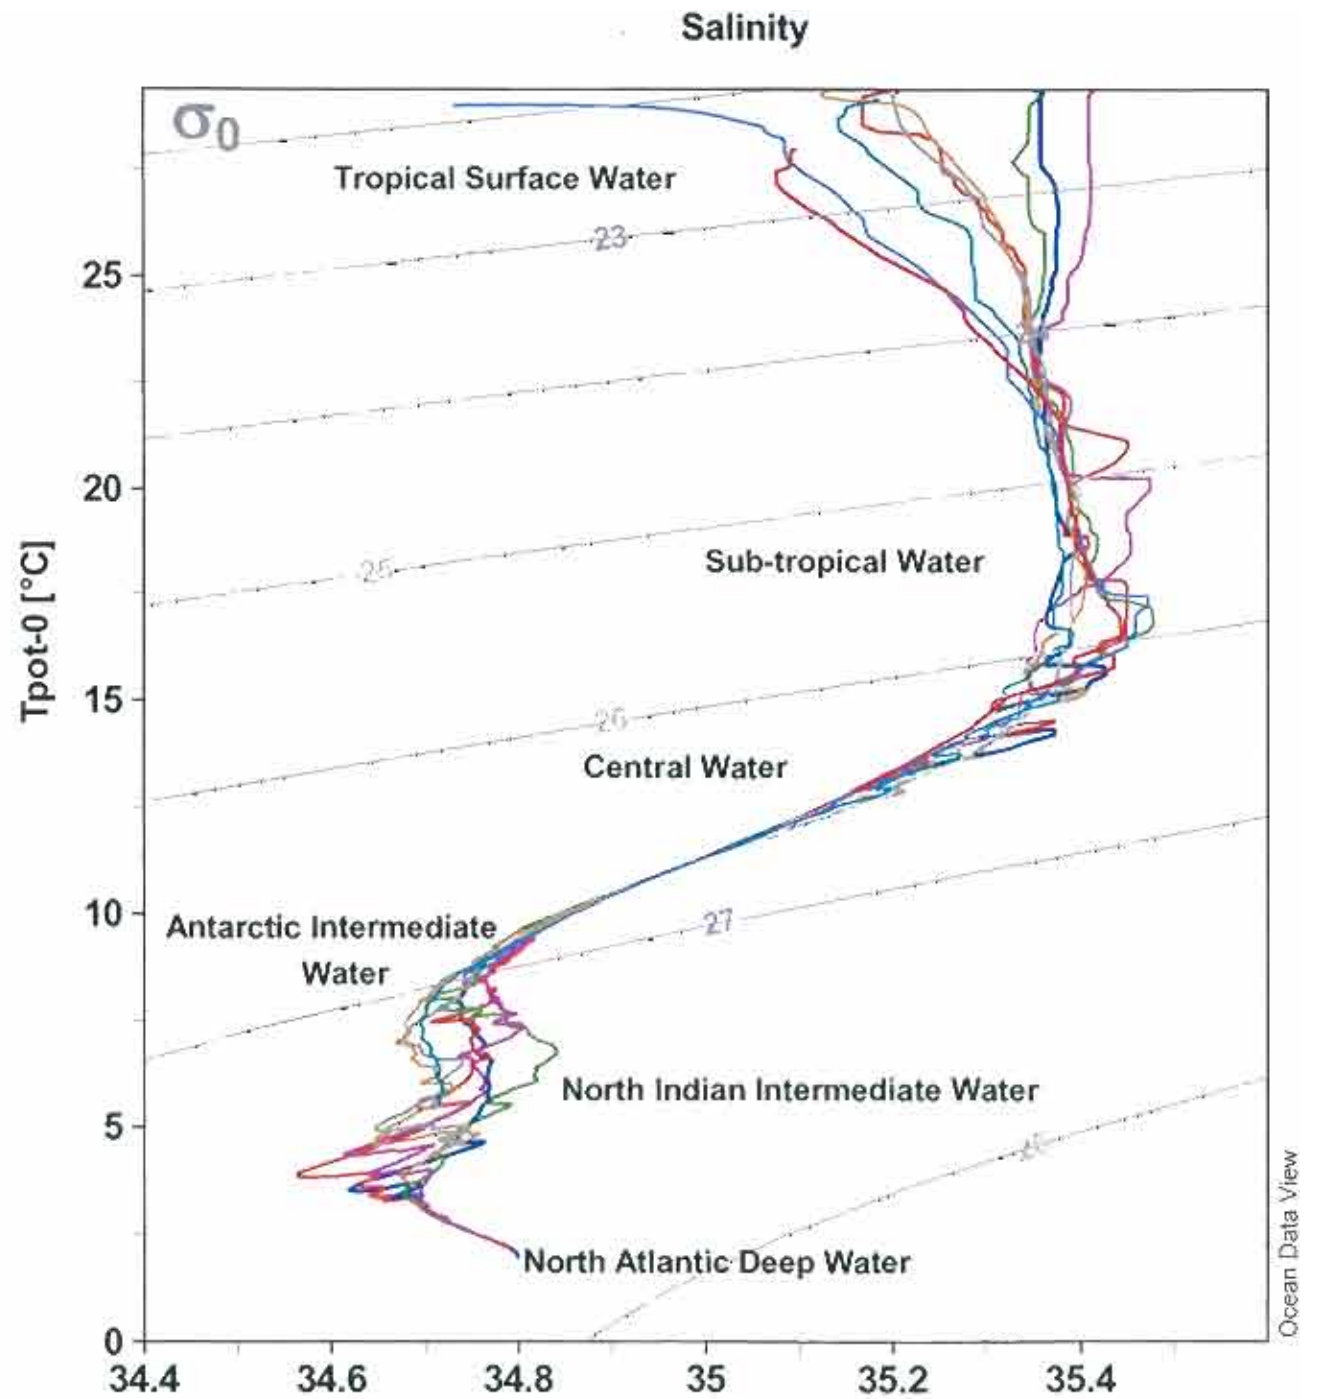 Salinity
σ0
Tropical Surface Water
23
25
Sub-tropical Water
20
Tpot-0 [°C]
25
15
26
Central Water
10
27
Antarctic Intermediate
Water
North Indian Intermediate Water
5
North Atlantic Deep Water
Ocean Data View
0
34.4
34.6
34.8
35
35.2
35.4